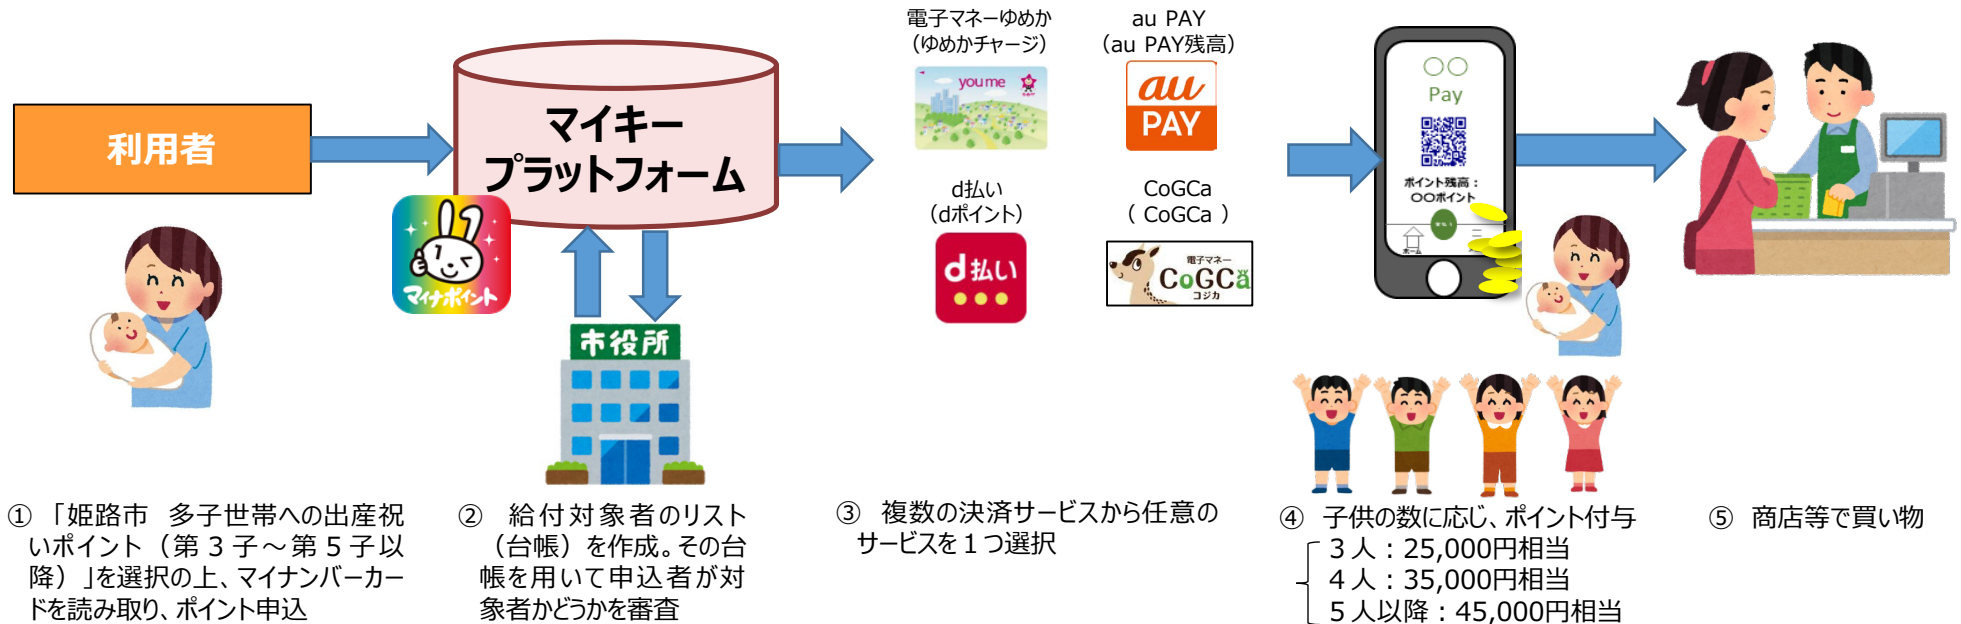 利用者
マイキー
プラットフォーム
マイナポイント
市役所
電子マネーゆめか
（ゆめかチャージ）
youme
au PAY
（au PAY残高）
au
PAY
d払い
（dポイント）
d払い
CoGCa
（ CoGCa ）
電子マネー
CoGCa
コジカ
〇〇
Pay
ポイント残高：
〇〇ポイント
ホーム
① 「姫路市　多子世帯への出産祝
いポイント（第３子～第５子以
降）」を選択の上、マイナンバーカー
ドを読み取り、ポイント申込
② 給付対象者のリスト
（台帳）を作成。その台
帳を用いて申込者が対
象者かどうかを審査
③ 複数の決済サービスから任意の
サービスを１つ選択
④ 子供の数に応じ、ポイント付与
３人：25,000円相当
４人：35,000円相当
５人以降：45,000円相当
⑤ 商店等で買い物